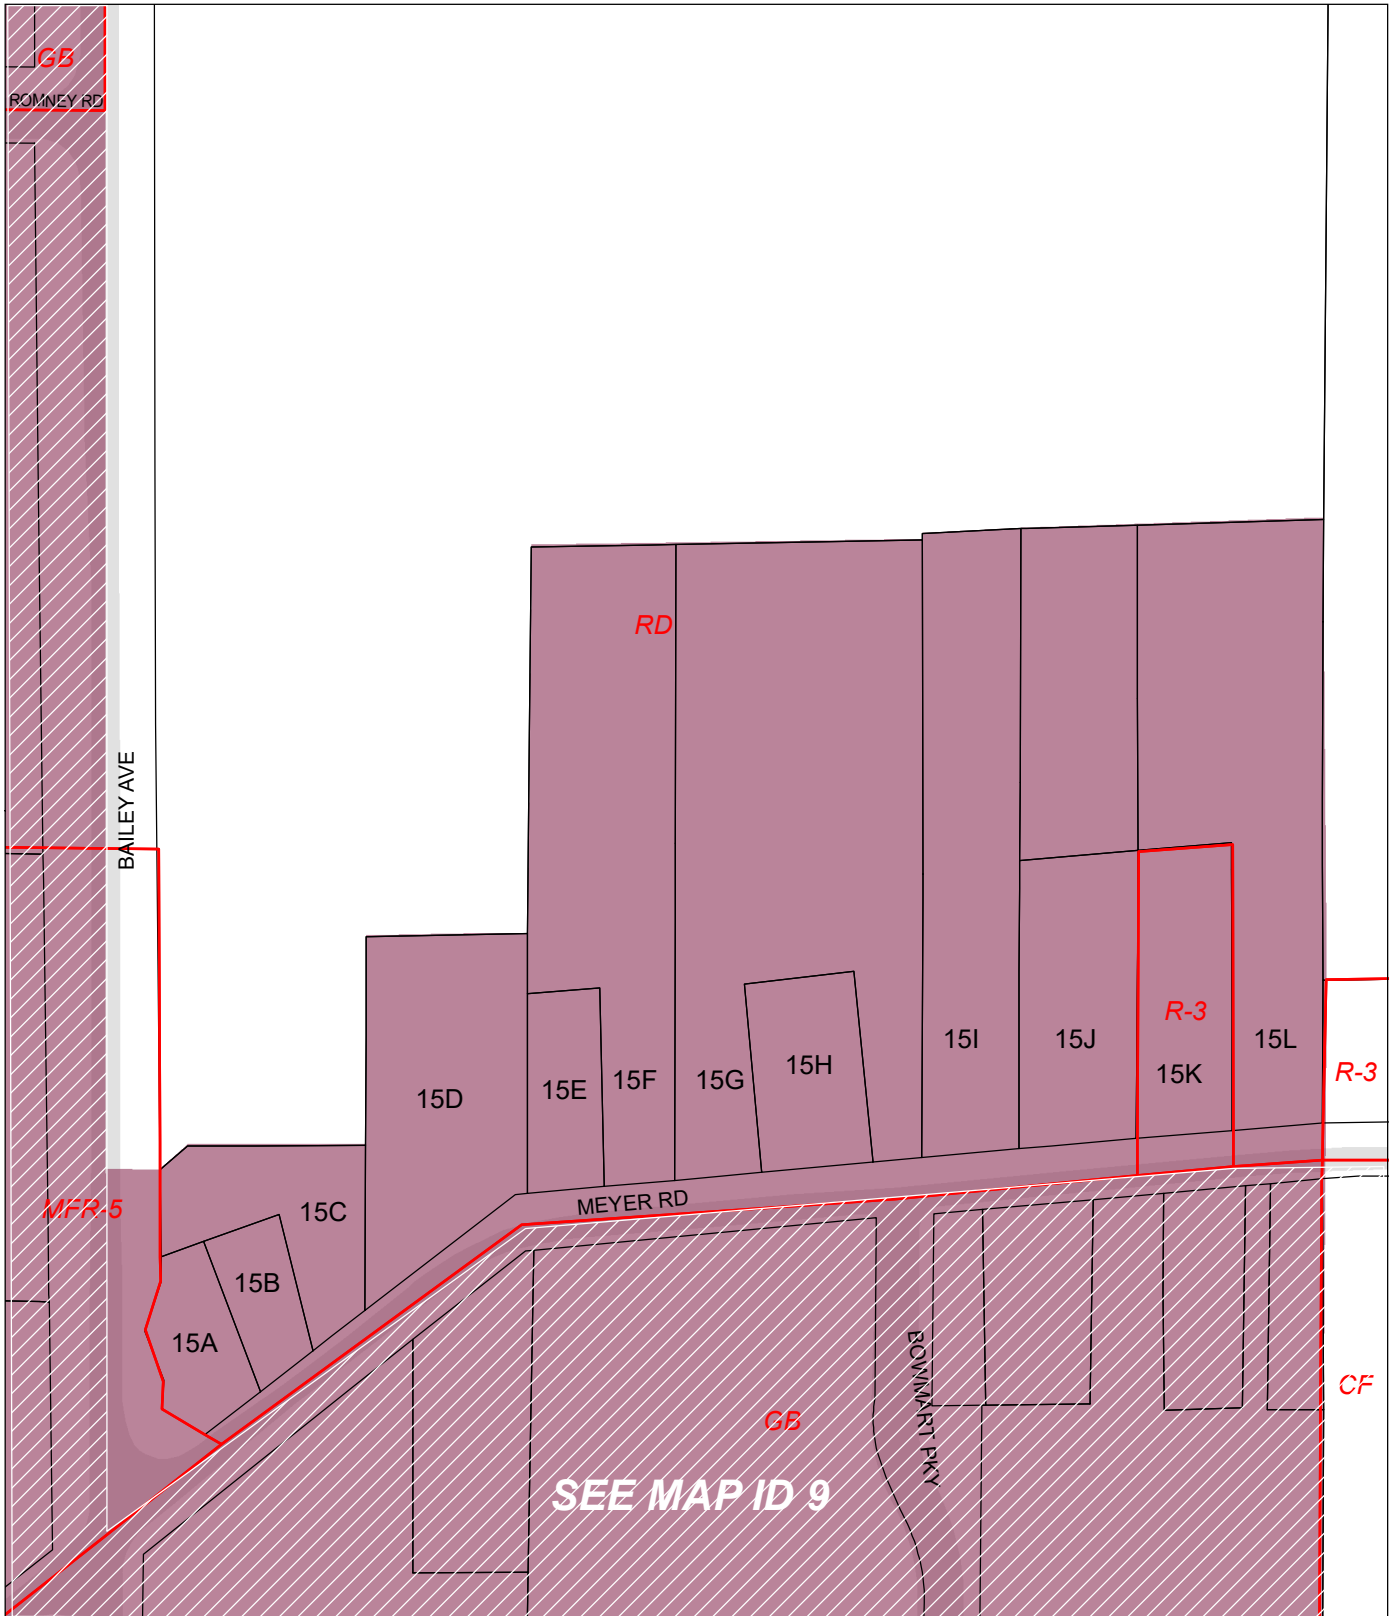 GB
ROMNEY RD
RD
BAILEY AVE
15I
15J
R-3
15K
15L
R-3
15H
15G
15F
15E
15D
MEYER RD
MFR-5
15C
15B
15A
BOWMART PKY
CF
GB
SEE MAP ID 9